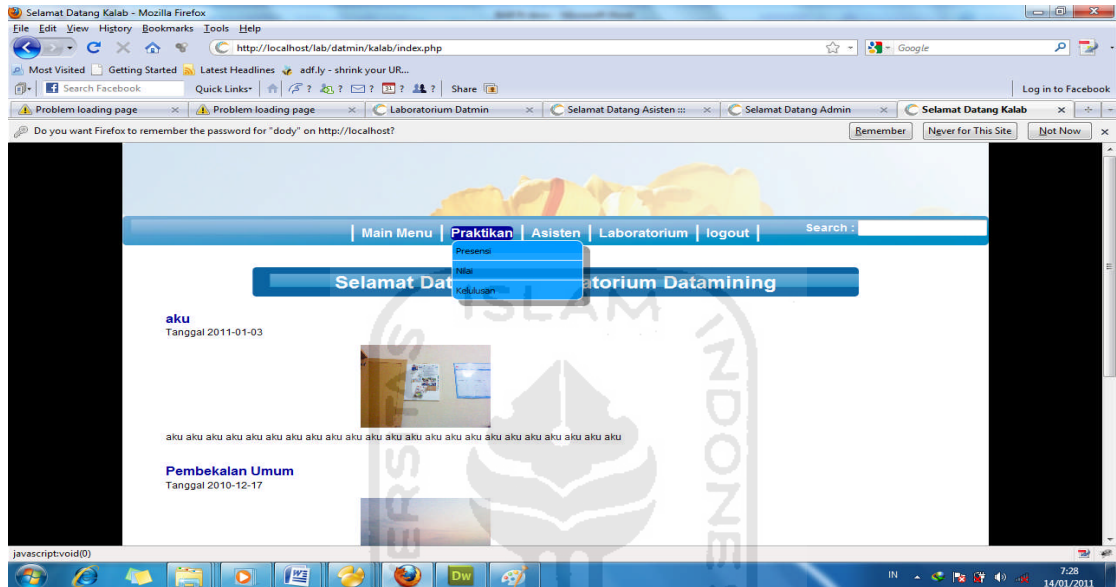 Selamat Datang Kalab - Mozilla Firefox
File Edit View History Bookmarks Tools Help
http://localhost/lab/datmin/kalab/index.php
Google
Most Visited Getting Started Latest Headlines adf.ly - shrink your UR...
Search Facebook Quick Links Share Log in to Facebook
Problem loading page Problem loading page Laboratorium Datmin Selamat Datang Asisten ::: Selamat Datang Admin Selamat Datang Kalab
Do you want Firefox to remember the password for "dody" on http://localhost? Remember Never for This Site Not Now
| Main Menu | Praktikan | Asisten | Laboratorium | logout | Search :
Presensi
Nilai
Kelulusan
Selamat Dat atorium Datamining
aku
Tanggal 2011-01-03
aku aku aku aku aku aku aku aku aku aku aku aku aku aku aku aku aku aku aku aku aku aku aku
Pembekalan Umum
Tanggal 2010-12-17
ISLAM
INDONE
ERSITAS
javascript:void(0)
Dw
IN 7:28
14/01/2011